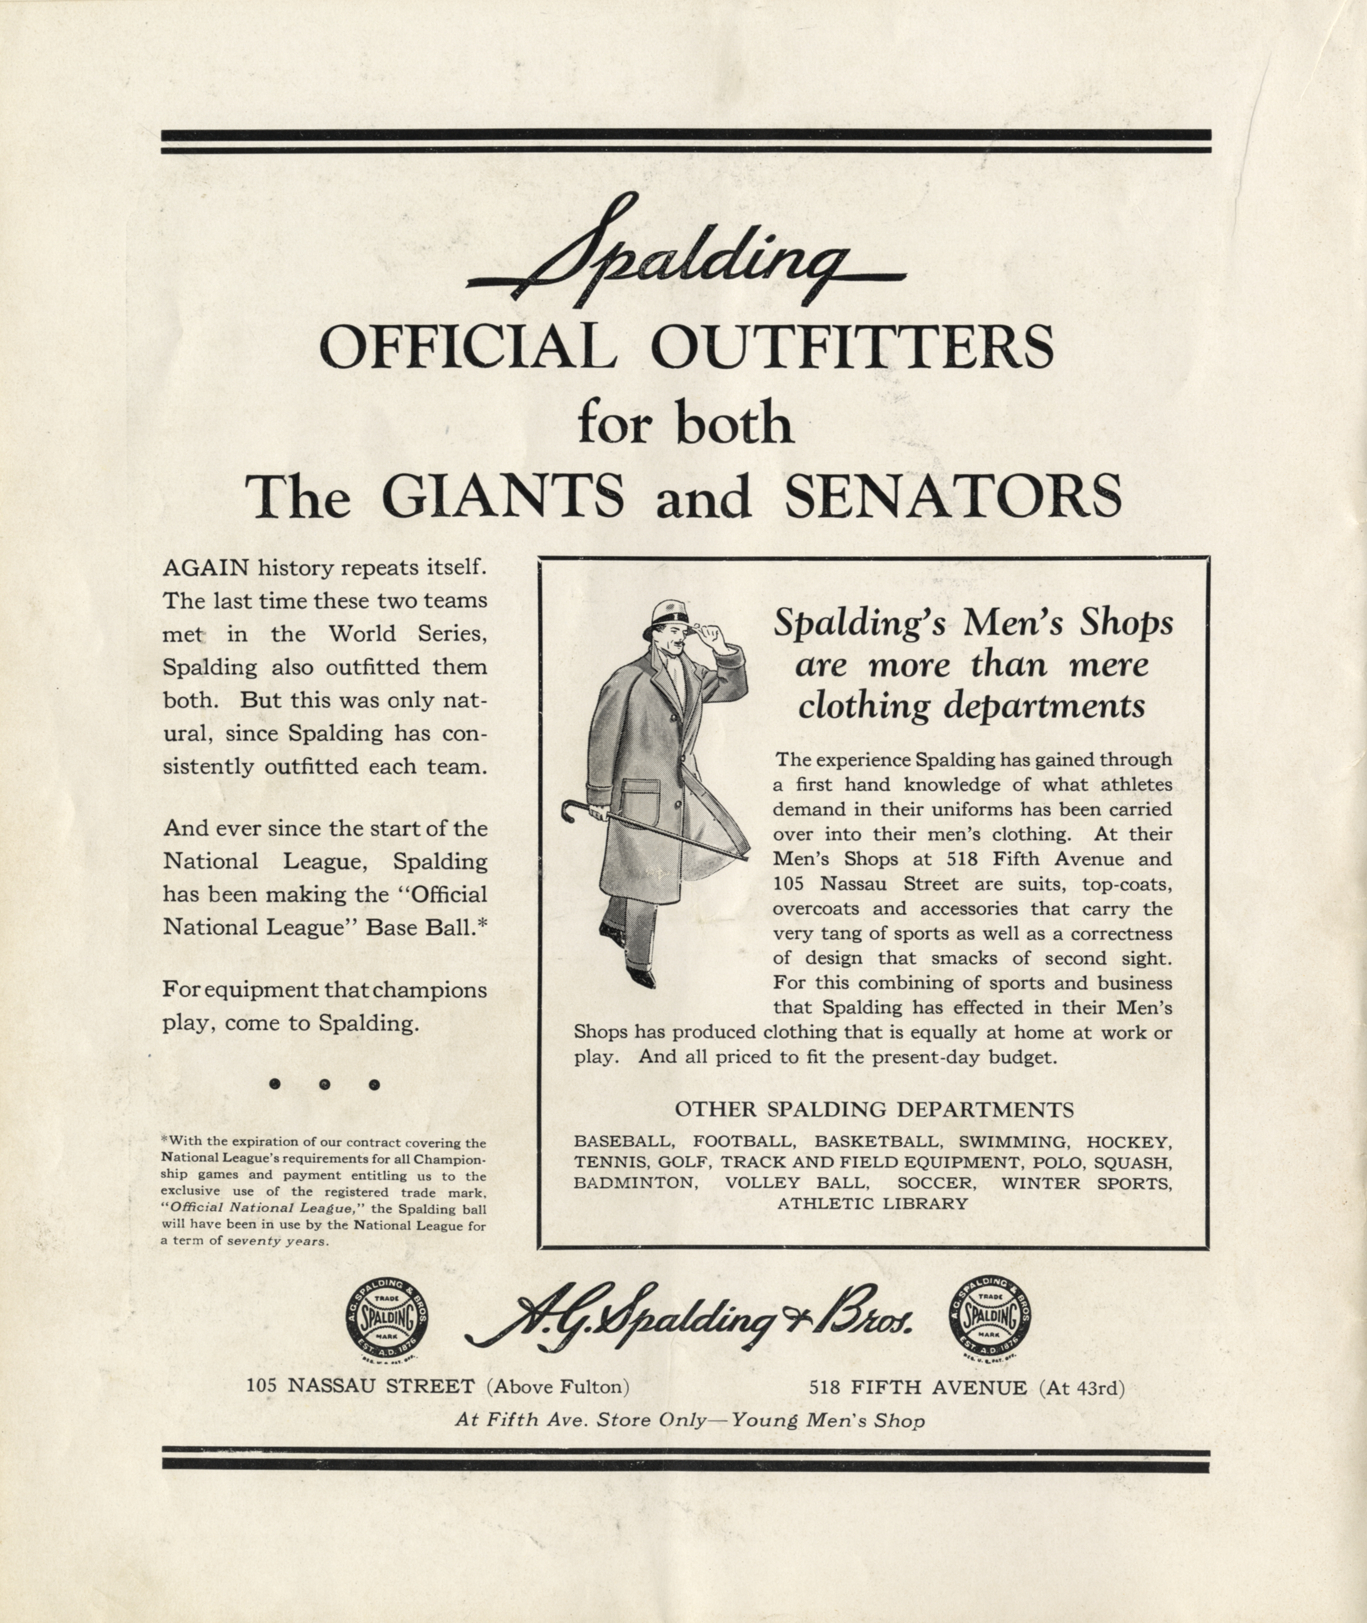 Spalding
OFFICIAL OUTFITTERS
for both
The GIANTS and SENATORS
AGAIN history repeats itself.
The last time these two teams
met in the World Series,
Spalding also outfitted them
both. But this was only nat-
ural, since Spalding has con-
sistently outfitted each team.
And ever since the start of the
National League, Spalding
has been making the “Official
National League” Base Ball.*
For equipment that champions
play, come to Spalding.
• • •
*With the expiration of our contract covering the
National League's requirements for all Champion-
ship games and payment entitling us to the
exclusive use of the registered trade mark,
“Official National League,” the Spalding ball
will have been in use by the National League for
a term of seventy years.
Spalding's Men's Shops
are more than mere
clothing departments
The experience Spalding has gained through
a first hand knowledge of what athletes
demand in their uniforms has been carried
over into their men's clothing. At their
Men's Shops at 518 Fifth Avenue and
105 Nassau Street are suits, top-coats,
overcoats and accessories that carry the
very tang of sports as well as a correctness
of design that smacks of second sight.
For this combining of sports and business
that Spalding has effected in their Men's
Shops has produced clothing that is equally at home at work or
play. And all priced to fit the present-day budget.
OTHER SPALDING DEPARTMENTS
BASEBALL, FOOTBALL, BASKETBALL, SWIMMING, HOCKEY,
TENNIS, GOLF, TRACK AND FIELD EQUIPMENT, POLO, SQUASH,
BADMINTON, VOLLEY BALL, SOCCER, WINTER SPORTS,
ATHLETIC LIBRARY
A.G. SPALDING & BROS.
TRADE
SPALDING
MARK
EST. A.D. 1876
REG. U.S. PAT. OFF.
A.G. Spalding & Bros.
A.G. SPALDING & BROS.
TRADE
SPALDING
MARK
EST. A.D. 1876
REG. U.S. PAT. OFF.
105 NASSAU STREET (Above Fulton)
518 FIFTH AVENUE (At 43rd)
At Fifth Ave. Store Only—Young Men's Shop